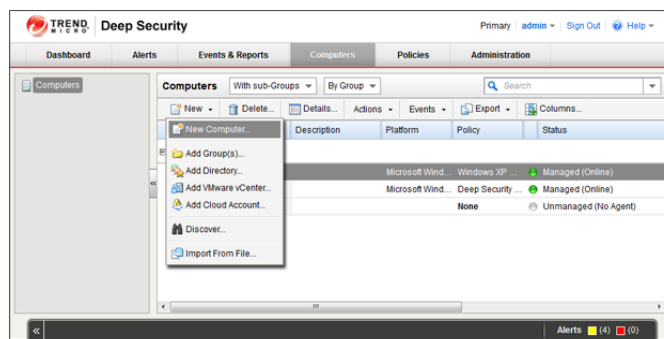 TREND MICRO Deep Security Primary admin Sign Out Help
Dashboard Alerts Events & Reports Computers Policies Administration
Computers
Computers With sub-Groups By Group Search
New Delete... Details... Actions Events Export Columns...
Description Platform Policy Status
New Computer...
Add Group(s)...
Add Directory...
Add VMware vCenter...
Add Cloud Account...
Discover...
Import From File...
Microsoft Wind... Windows XP ... Managed (Online)
Microsoft Wind... Deep Security ... Managed (Online)
None Unmanaged (No Agent)
Alerts (4) (0)